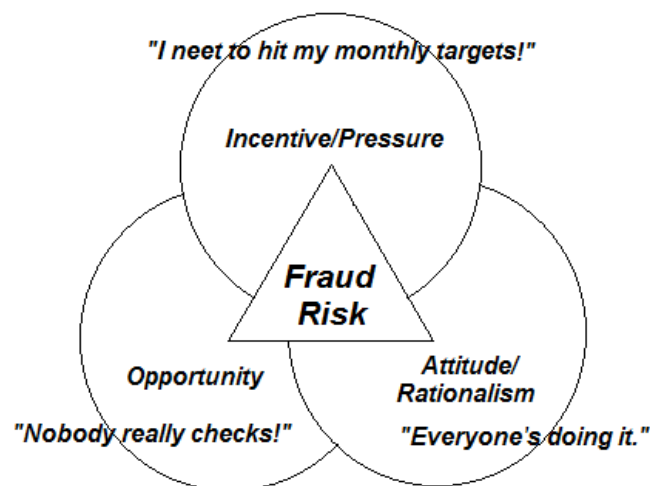 "I neet to hit my monthly targets!"
Incentive/Pressure
Fraud
Risk
Opportunity
Attitude/
Rationalism
"Nobody really checks!"
"Everyone's doing it."